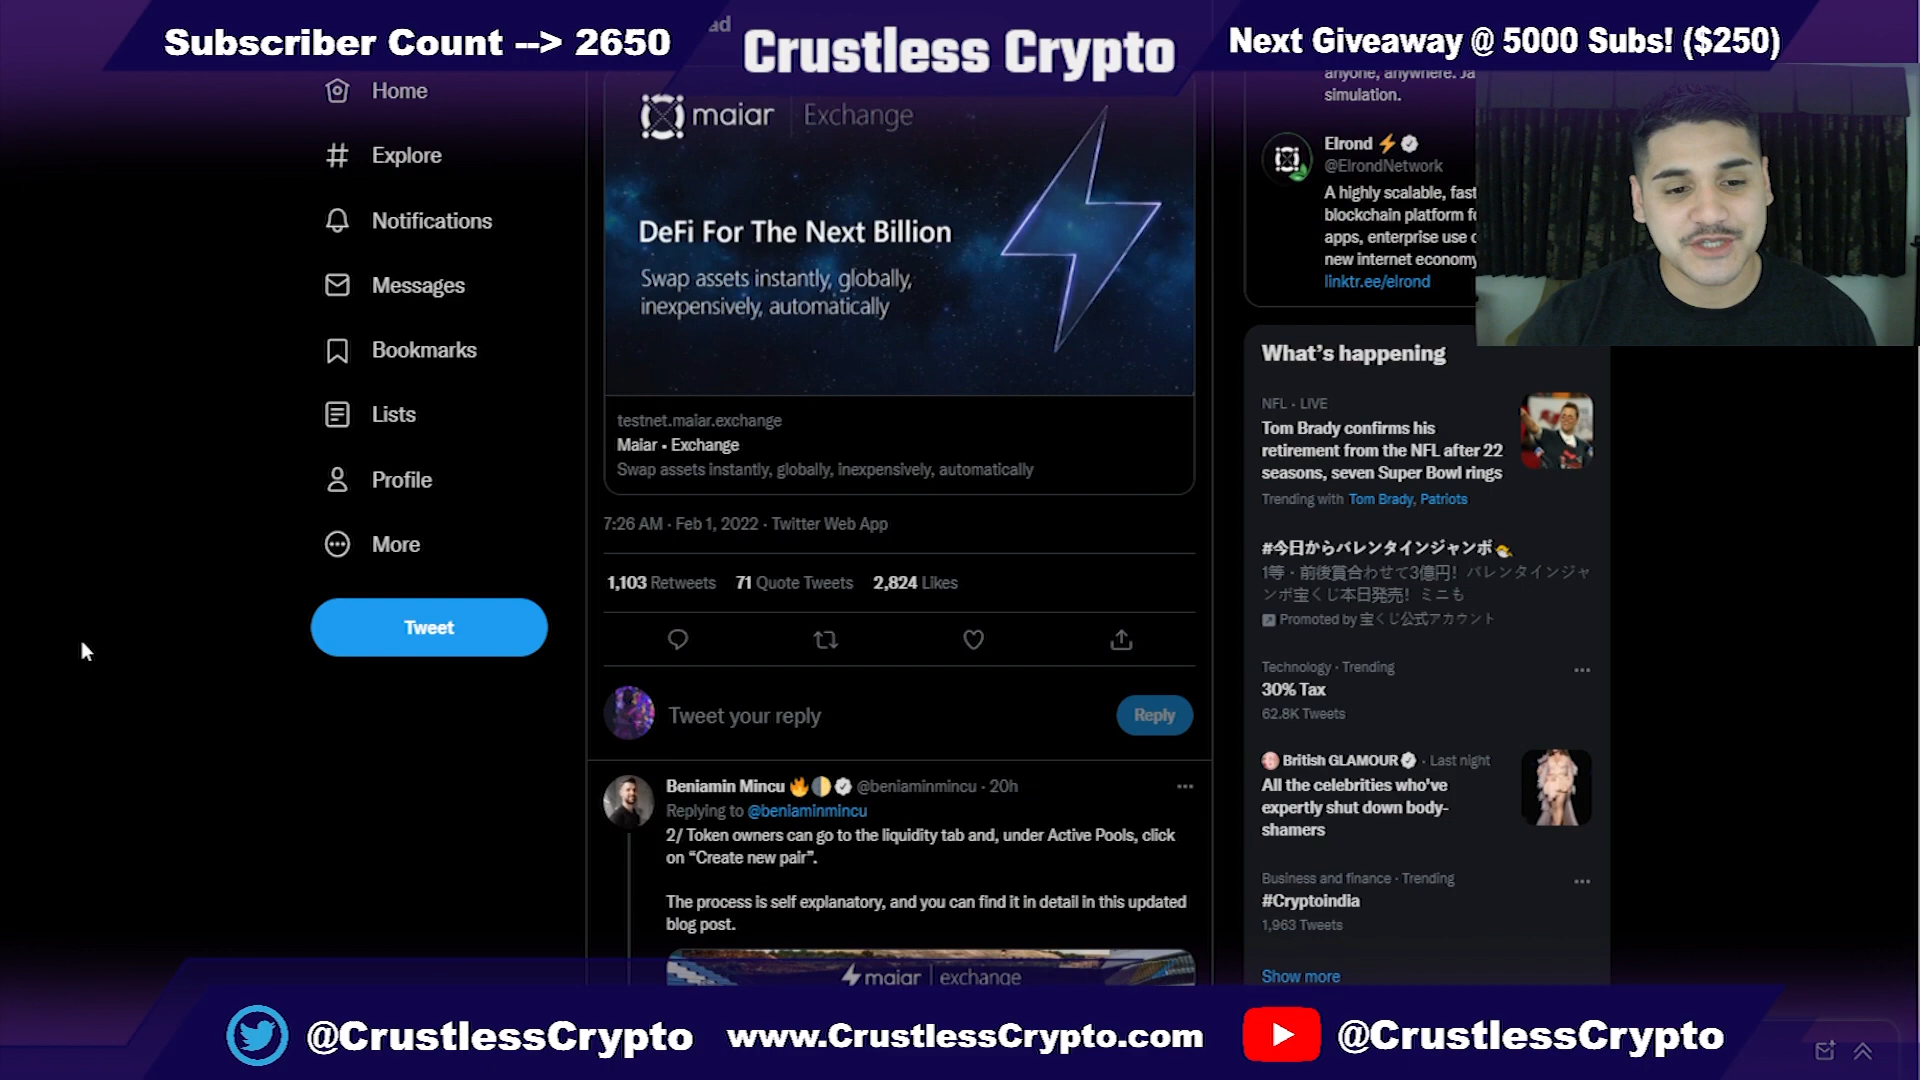 Subscriber Count --> 2650
ad
Crustless Crypto
Next Giveaway @ 5000 Subs! ($250)
Home
Explore
Notifications
Messages
Bookmarks
Lists
Profile
More
Tweet
maiar | Exchange
DeFi For The Next Billion
Swap assets instantly, globally,
inexpensively, automatically
testnet.maiar.exchange
Maiar • Exchange
Swap assets instantly, globally, inexpensively, automatically
7:26 AM · Feb 1, 2022 · Twitter Web App
1,103 Retweets 71 Quote Tweets 2,824 Likes
Tweet your reply
Reply
Beniamin Mincu @beniaminmincu · 20h
Replying to @beniaminmincu
2/ Token owners can go to the liquidity tab and, under Active Pools, click
on “Create new pair”.
The process is self explanatory, and you can find it in detail in this updated
blog post.
maiar | exchange
anyone, anywhere. Ja
simulation.
Elrond
@ElrondNetwork
A highly scalable, fast
blockchain platform fo
apps, enterprise use c
new internet economy
linktr.ee/elrond
What’s happening
NFL · LIVE
Tom Brady confirms his
retirement from the NFL after 22
seasons, seven Super Bowl rings
Trending with Tom Brady, Patriots
#今日からバレンタインジャンボ
1等・前後賞合わせて3億円！バレンタインジャ
ンボ宝くじ本日発売！ミニも
Promoted by 宝くじ公式アカウント
Technology · Trending
30% Tax
62.8K Tweets
British GLAMOUR · Last night
All the celebrities who've
expertly shut down body-
shamers
Business and finance · Trending
#Cryptoindia
1,963 Tweets
Show more
@CrustlessCrypto
www.CrustlessCrypto.com
@CrustlessCrypto